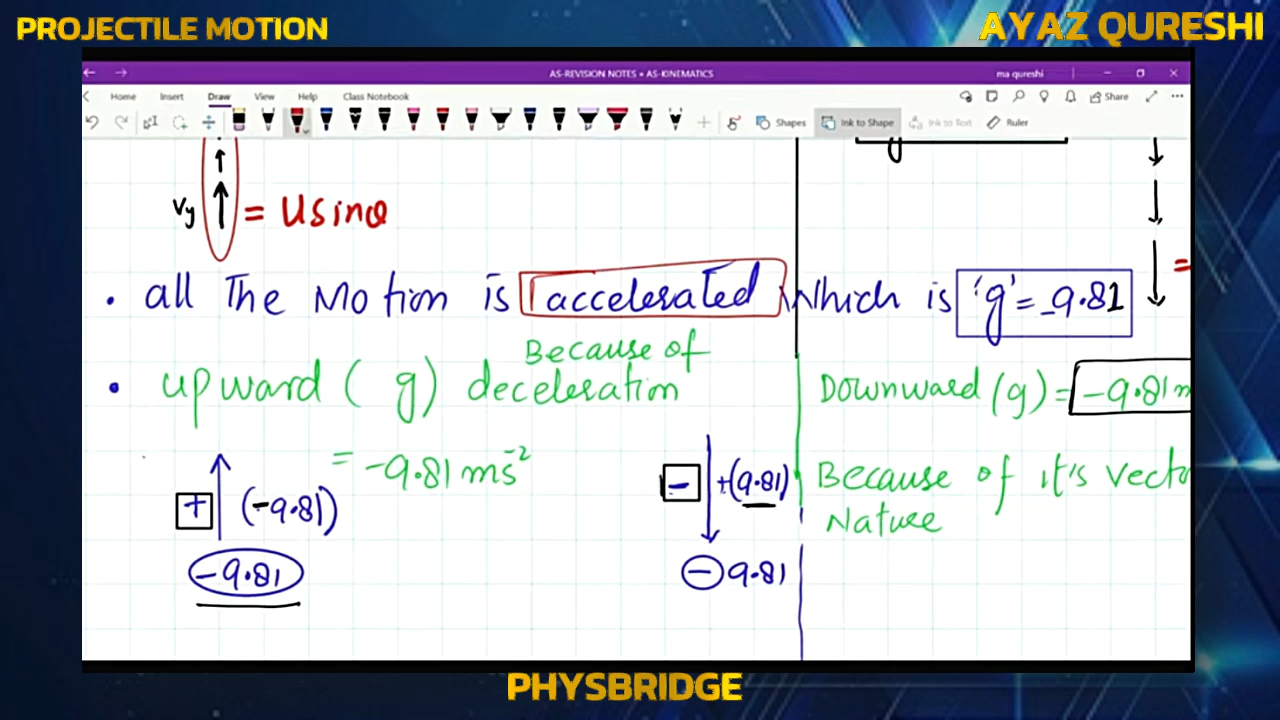 PROJECTILE MOTION
AYAZ QURESHI
AS-REVISION NOTES » AS-KINEMATICS
ma qureshi
Home Insert Draw View Help Class Notebook
Share
Shapes Ink to Shape Ink to Text Ruler
Vy = Usinθ
=
• all The Motion is accelerated Which is 'g' = -9.81
Because of
• upward (g) deceleration
= -9.81 ms⁻²
Downward (g) = -9.81 m
+ (-9.81)
-9.81
- +(9.81)
- 9.81
Because of it's Vecto
Nature
PHYSBRIDGE